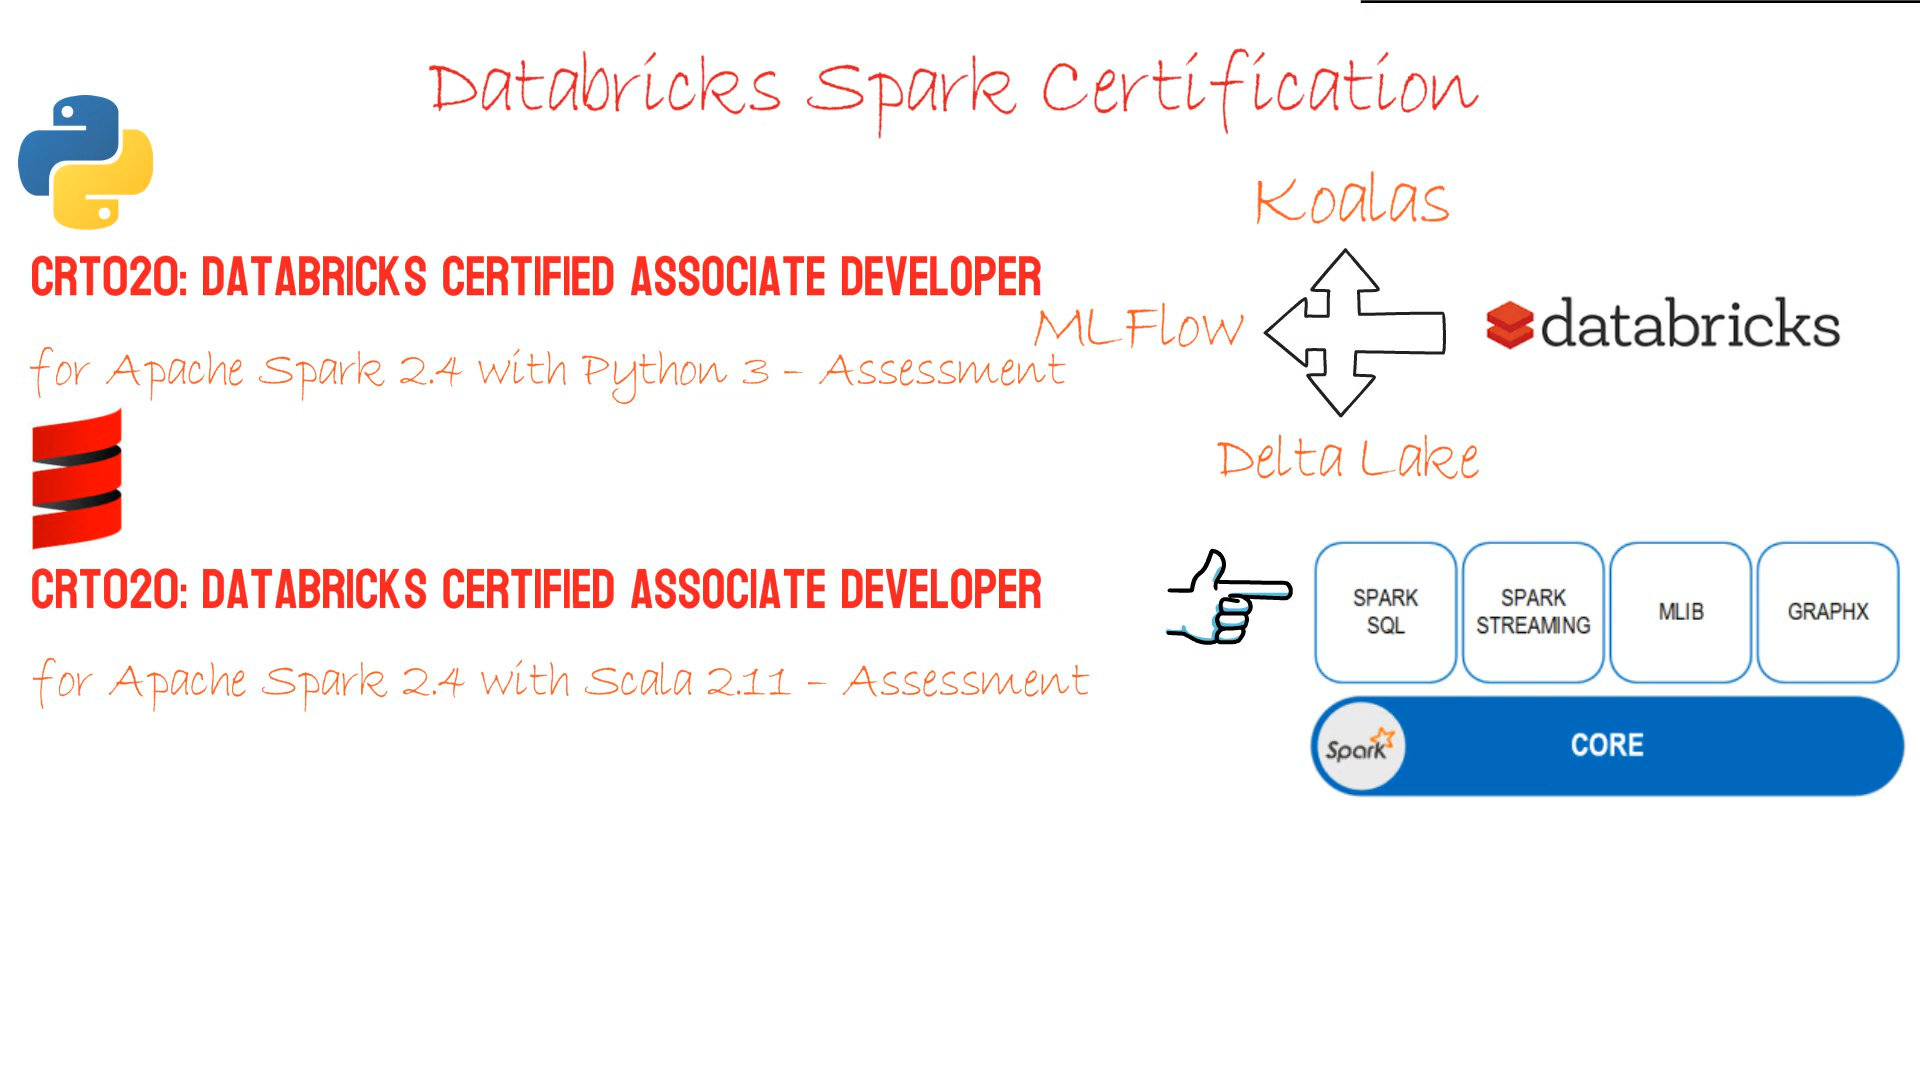 Databricks Spark Certification
CRT020: DATABRICKS CERTIFIED ASSOCIATE DEVELOPER
for Apache Spark 2.4 with Python 3 - Assessment
CRT020: DATABRICKS CERTIFIED ASSOCIATE DEVELOPER
for Apache Spark 2.4 with Scala 2.11 - Assessment
Koalas
MLFlow
databricks
Delta Lake
SPARK
SQL
SPARK
STREAMING
MLIB
GRAPHX
Spark
CORE